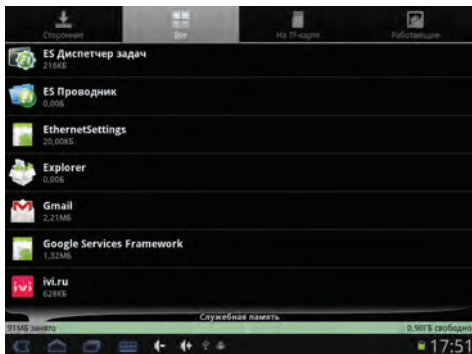 Сторонние Все На TF-карте Работающие
ES Диспетчер задач
216КБ
ES Проводник
0,00Б
EthernetSettings
20,00КБ
Explorer
0,00Б
Gmail
2,21МБ
Google Services Framework
1,32МБ
ivi.ru
628КБ
Служебная память
91МБ занято 0,90ГБ свободно
17:51